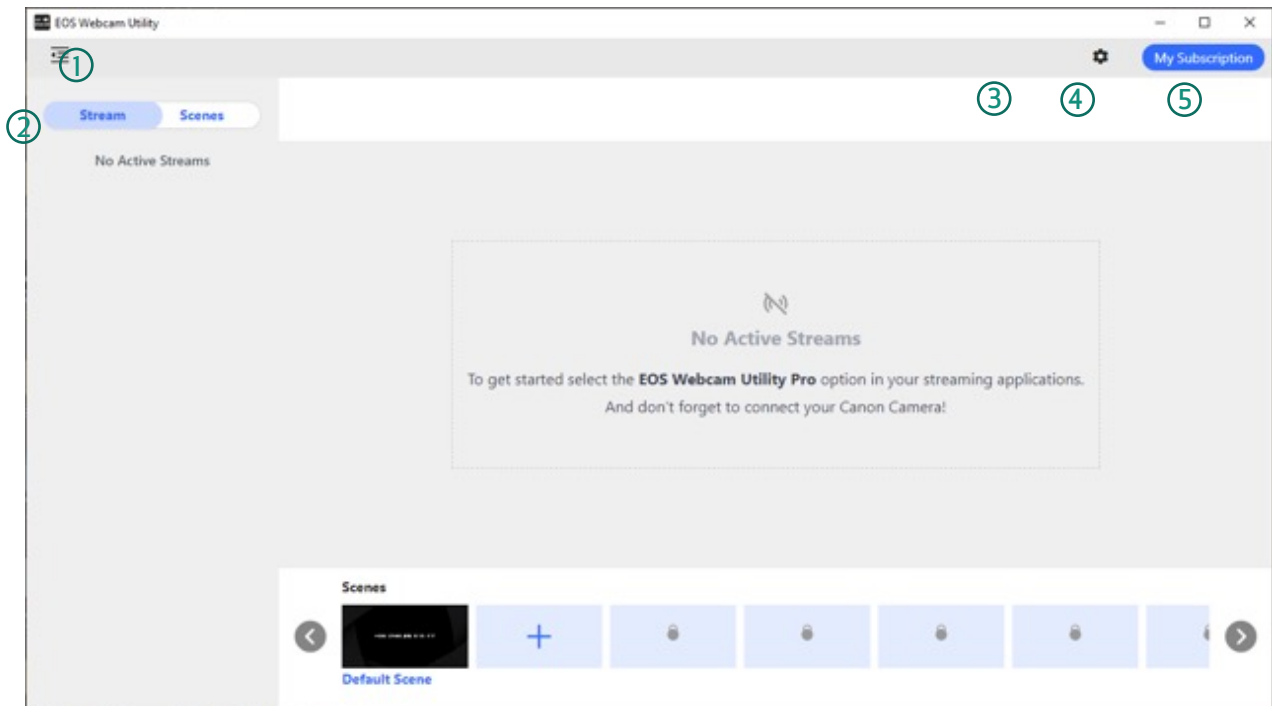 EOS Webcam Utility
①
My Subscription
③ ④ ⑤
② Stream Scenes
No Active Streams
No Active Streams
To get started select the EOS Webcam Utility Pro option in your streaming applications.
And don't forget to connect your Canon Camera!
Scenes
Default Scene